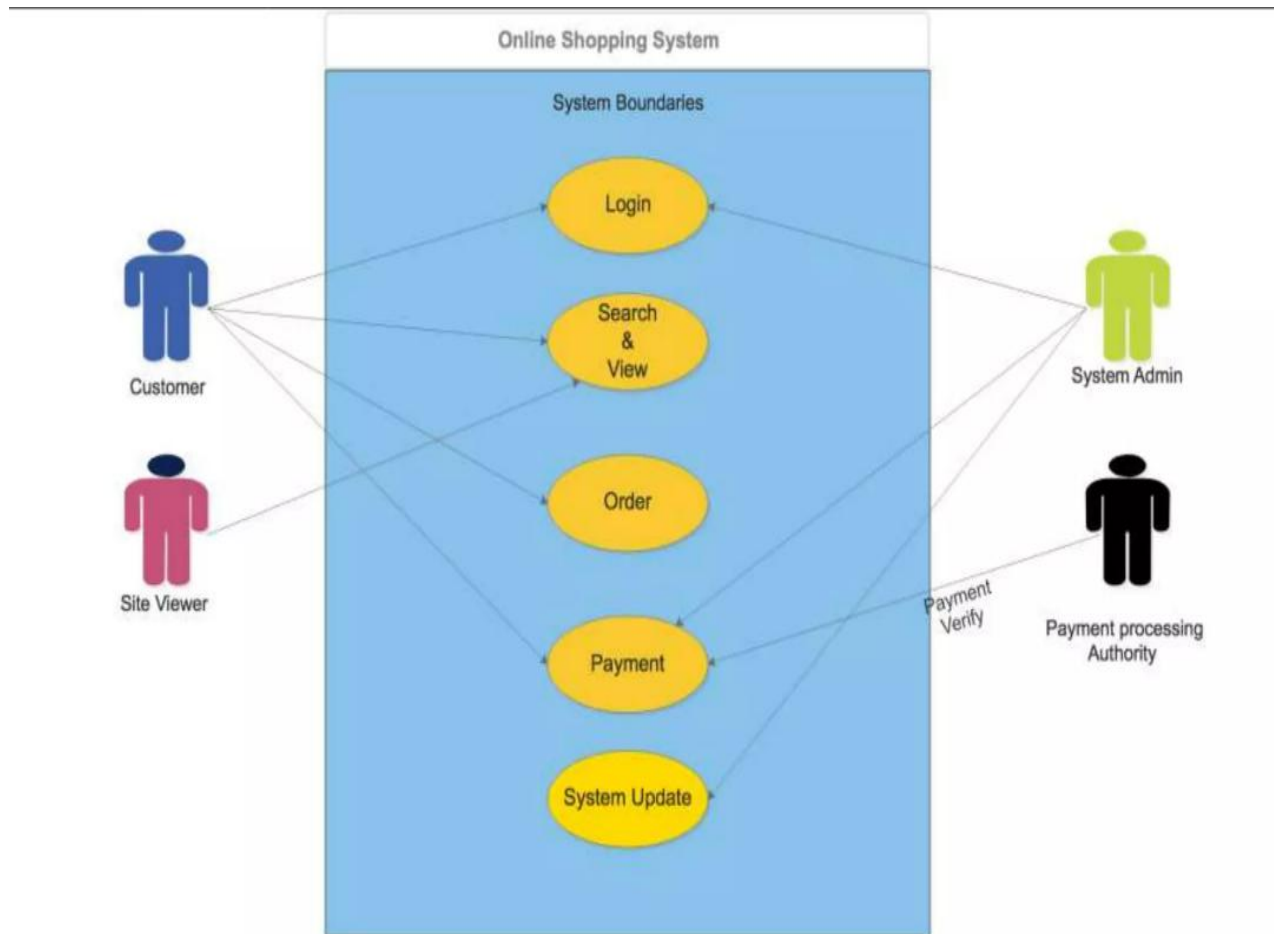 Online Shopping System
System Boundaries
Login
Search
&
View
Customer
System Admin
Order
Site Viewer
Payment
Verify
Payment processing
Authority
Payment
System Update